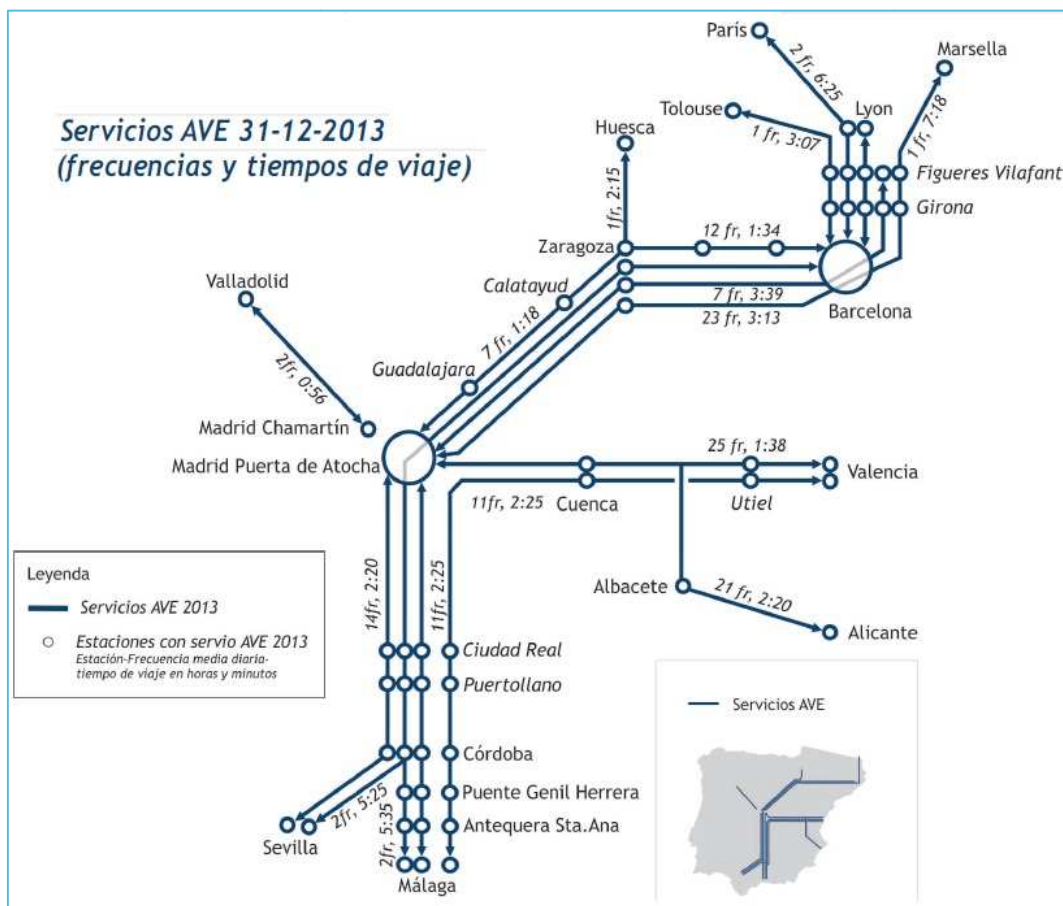 París
Marsella
2 fr, 6:25
Tolouse
Lyon
1 fr, 3:07
1 fr, 7:18
Servicios AVE 31-12-2013
(frecuencias y tiempos de viaje)
Huesca
Figueres Vilafant
1fr, 2:15
Girona
12 fr, 1:34
Zaragoza
Valladolid
Calatayud
7 fr, 3:39
Barcelona
23 fr, 3:13
7 fr, 1:18
2fr, 0:56
Guadalajara
Madrid Chamartín
Madrid Puerta de Atocha
25 fr, 1:38
Valencia
11fr, 2:25
Cuenca
Utiel
14fr, 2:20
11fr, 2:25
Albacete
21 fr, 2:20
Alicante
Leyenda
Servicios AVE 2013
Estaciones con servio AVE 2013
Estación-Frecuencia media diaria-
tiempo de viaje en horas y minutos
Ciudad Real
Puertollano
Servicios AVE
Córdoba
Puente Genil Herrera
2fr, 5:25
Antequera Sta.Ana
Sevilla
2fr, 5:35
Málaga